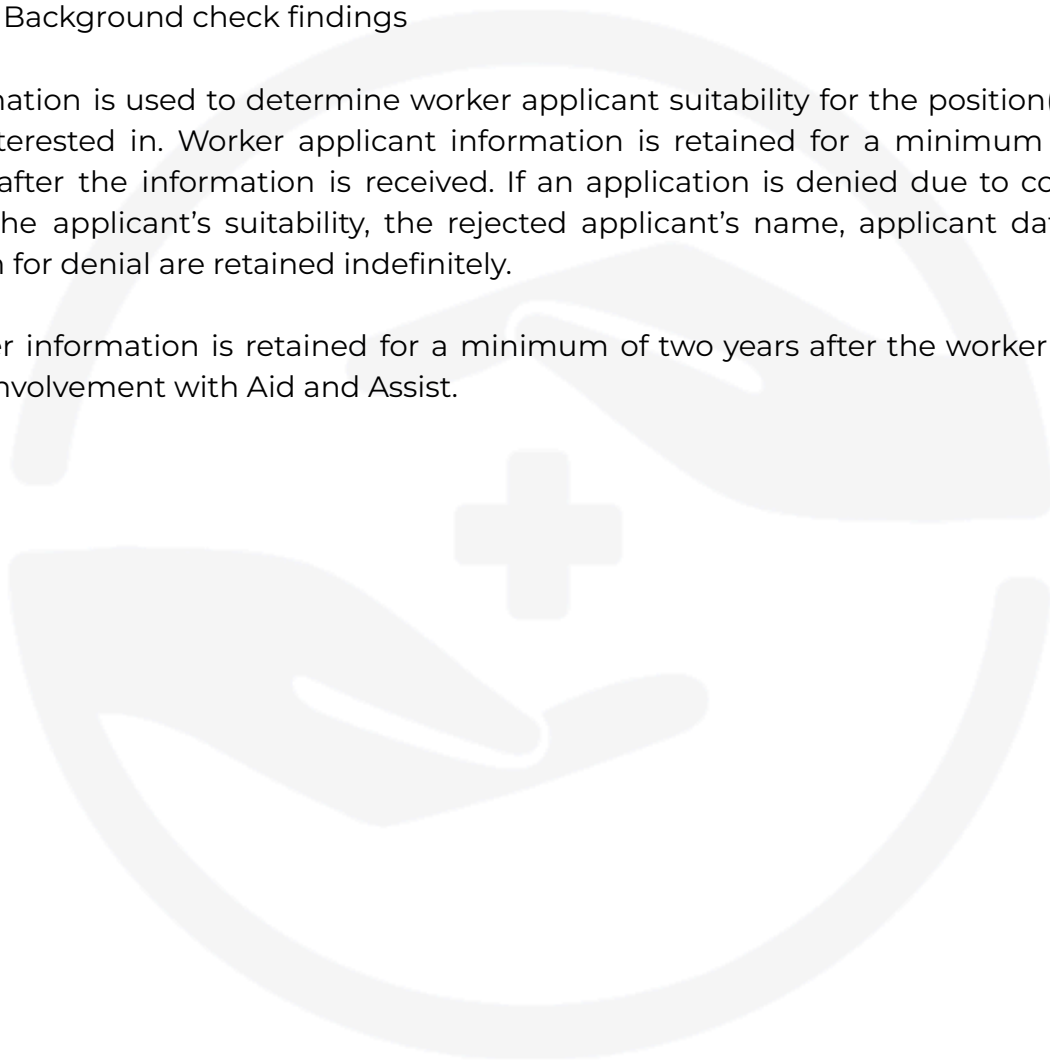 Background check findings
nation is used to determine worker applicant suitability for the position(
terested in. Worker applicant information is retained for a minimum
after the information is received. If an application is denied due to co
he applicant’s suitability, the rejected applicant’s name, applicant dat
n for denial are retained indefinitely.
er information is retained for a minimum of two years after the worker
nvolvement with Aid and Assist.